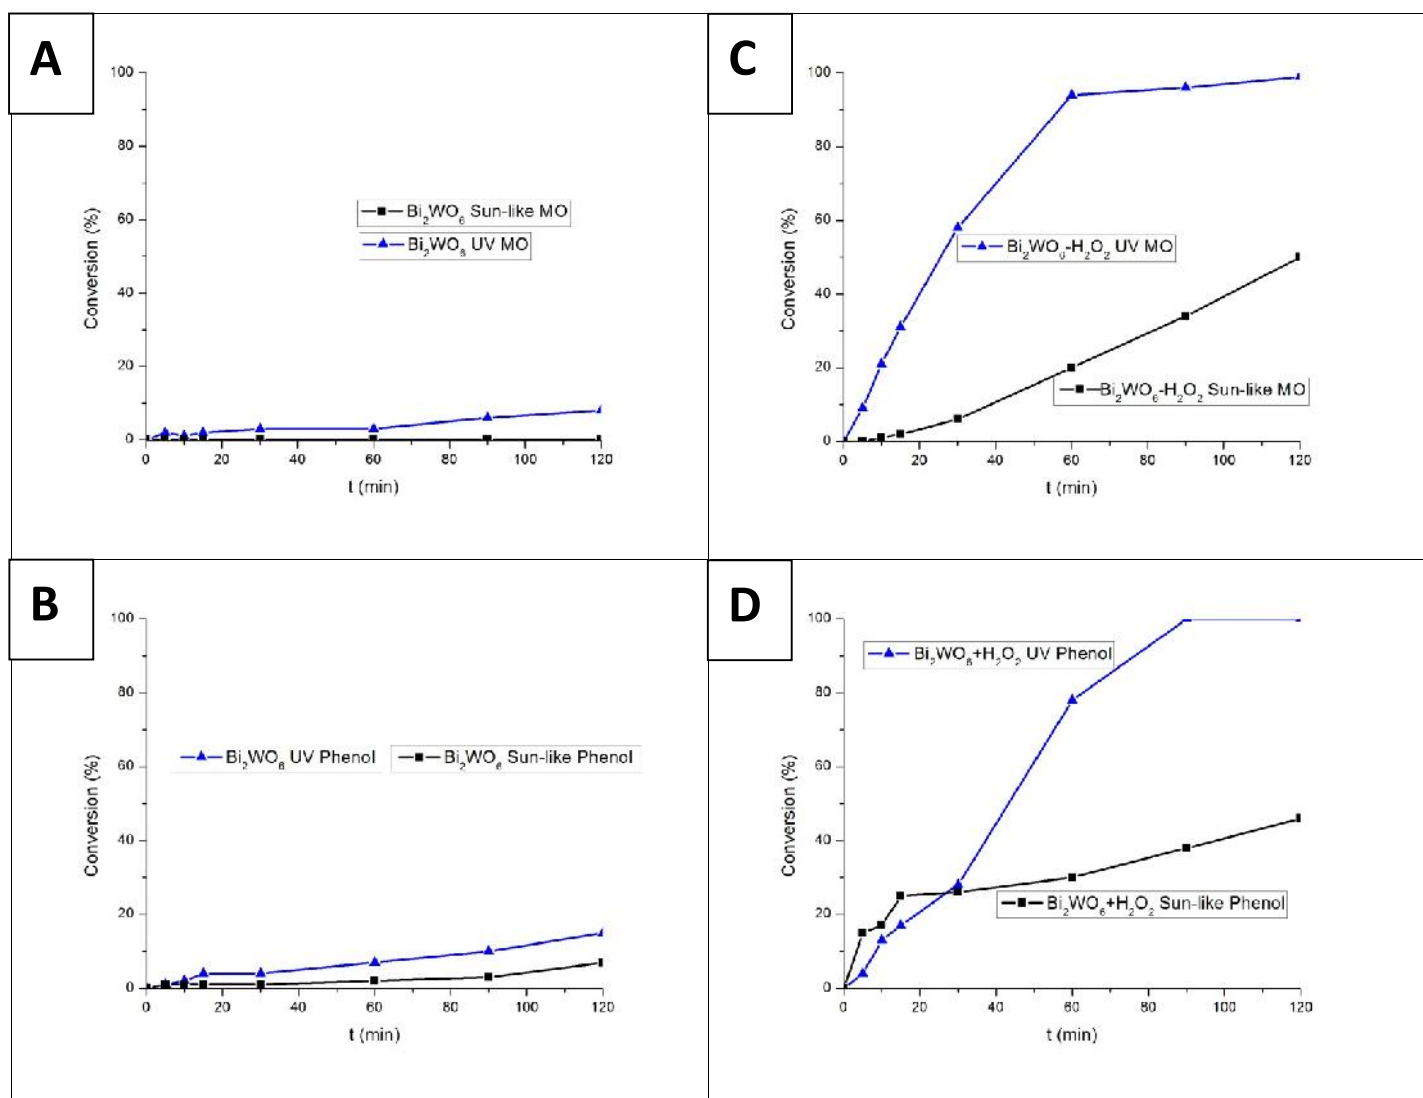 A
100
80
60
40
20
0
Conversion (%)
Bi₂WO₆ Sun-like MO
Bi₂WO₆ UV MO
0 20 40 60 80 100 120
t (min)
C
100
80
60
40
20
0
Conversion (%)
Bi₂WO₆-H₂O₂ UV MO
Bi₂WO₆-H₂O₂ Sun-like MO
0 20 40 60 80 100 120
t (min)
B
100
80
60
40
20
0
Conversion (%)
Bi₂WO₆ UV Phenol
Bi₂WO₆ Sun-like Phenol
0 20 40 60 80 100 120
t (min)
D
100
80
60
40
20
0
Conversion (%)
Bi₂WO₆+H₂O₂ UV Phenol
Bi₂WO₆+H₂O₂ Sun-like Phenol
0 20 40 60 80 100 120
t (min)